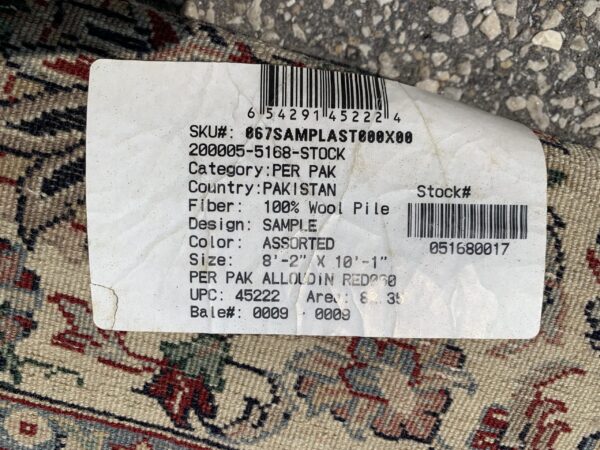 6 54291 45222 4
SKU#: 067SAMPLAST000X00
200005-5168-STOCK
Category:PER PAK
Country:PAKISTAN
Stock#
Fiber: 100% Wool Pile
Design: SAMPLE
Color: ASSORTED
051680017
Size: 8'-2" X 10'-1"
PER PAK ALLOUDIN
UPC: 45222 Area:
Bale#: 0009 - 0009